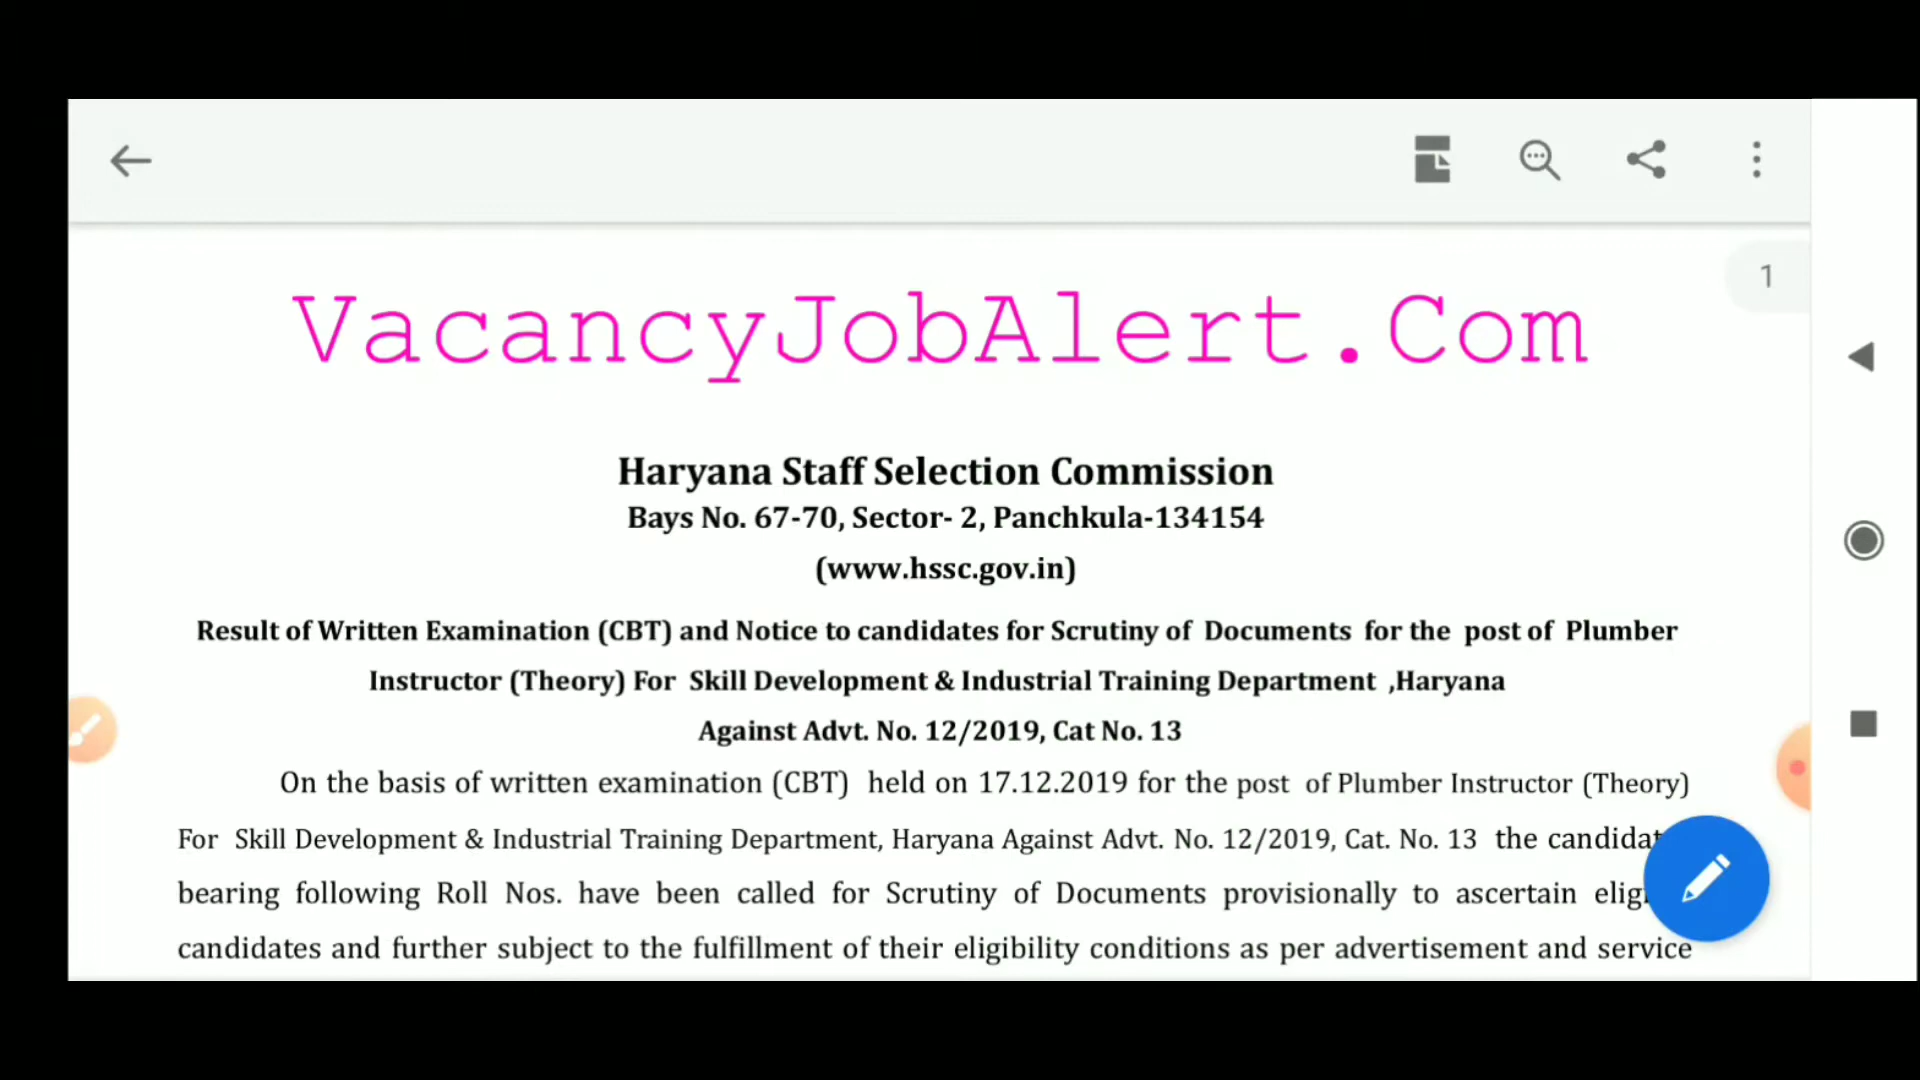 1
VacancyJobAlert.Com
Haryana Staff Selection Commission
Bays No. 67-70, Sector- 2, Panchkula-134154
(www.hssc.gov.in)
Result of Written Examination (CBT) and Notice to candidates for Scrutiny of Documents for the post of Plumber
Instructor (Theory) For Skill Development & Industrial Training Department ,Haryana
Against Advt. No. 12/2019, Cat No. 13
On the basis of written examination (CBT) held on 17.12.2019 for the post of Plumber Instructor (Theory)
For Skill Development & Industrial Training Department, Haryana Against Advt. No. 12/2019, Cat. No. 13 the
bearing following Roll Nos. have been called for Scrutiny of Documents provisionally to ascertain
candidates and further subject to the fulfillment of their eligibility conditions as per advertisement and service